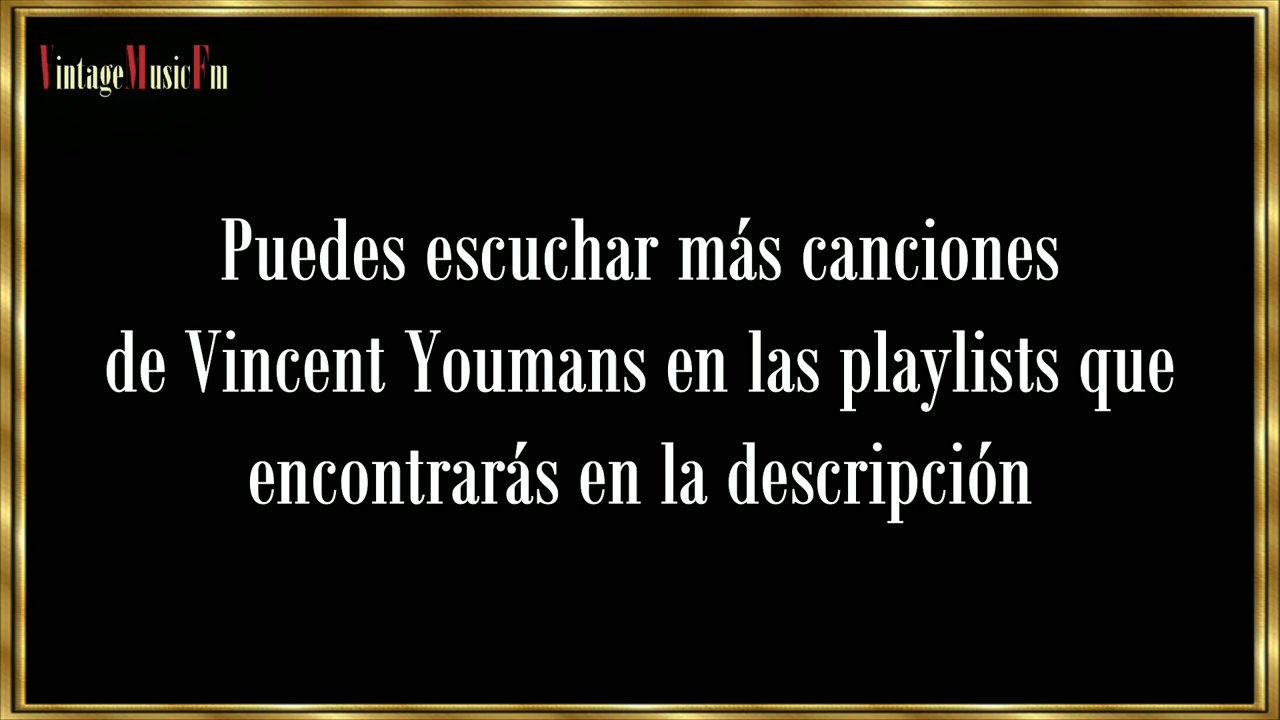 VintageMusicFm
Puedes escuchar más canciones
de Vincent Youmans en las playlists que
encontrarás en la descripción